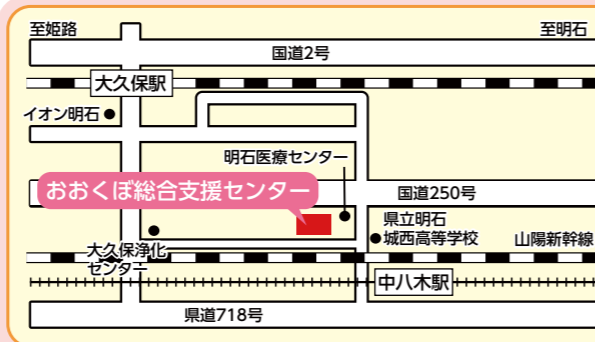 至姫路
至明石
国道2号
大久保駅
イオン明石
明石医療センター
おおくぼ総合支援センター
国道250号
県立明石
城西高等学校
山陽新幹線
大久保浄化
センター
中八木駅
県道718号